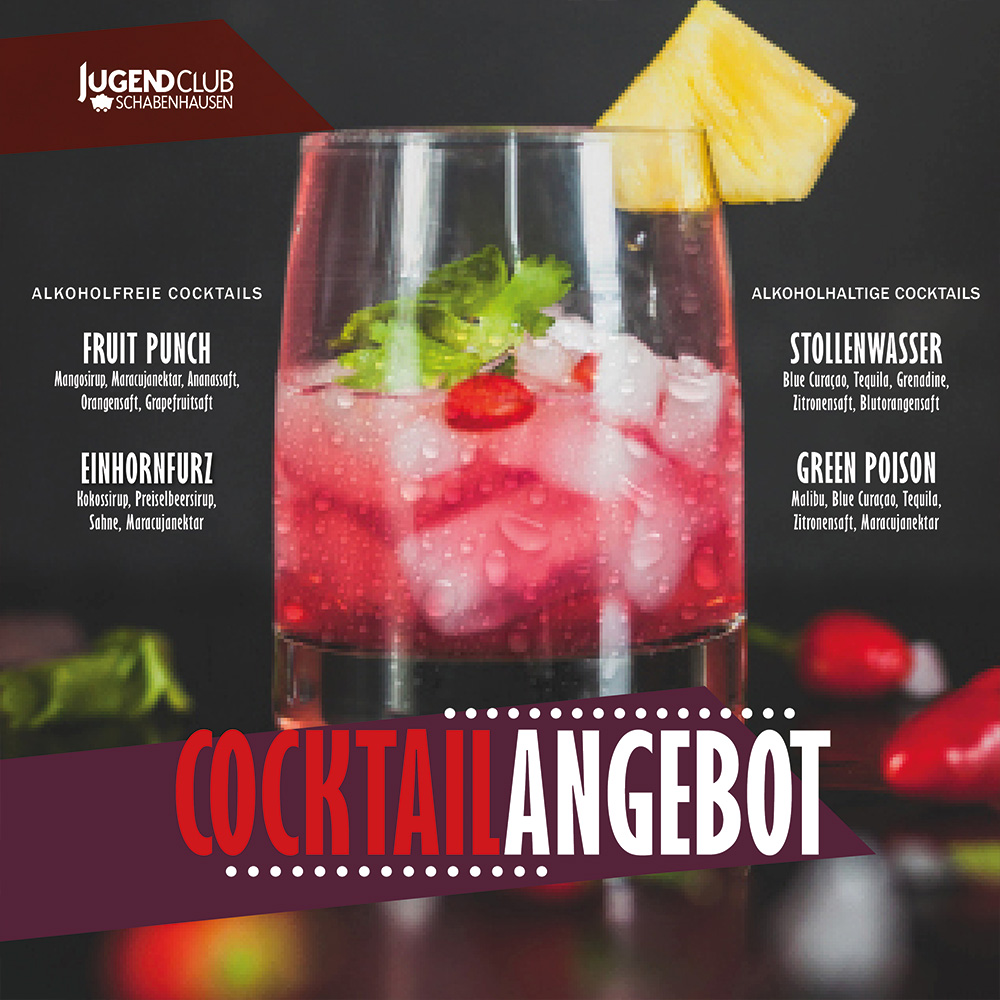 JUGENDCLUB
SCHABENHAUSEN
ALKOHOLFREIE COCKTAILS
FRUIT PUNCH
Mangosirup, Maracujanektar, Ananassaft,
Orangensaft, Grapefruitsaft
EINHORNFURZ
Kokossirup, Preiselbeersirup,
Sahne, Maracujanektar
ALKOHOLHALTIGE COCKTAILS
STOLLENWASSER
Blue Curaçao, Tequila, Grenadine,
Zitronensaft, Blutorangensaft
GREEN POISON
Malibu, Blue Curaçao, Tequila,
Zitronensaft, Maracujanektar
COCKTAILANGEBOT